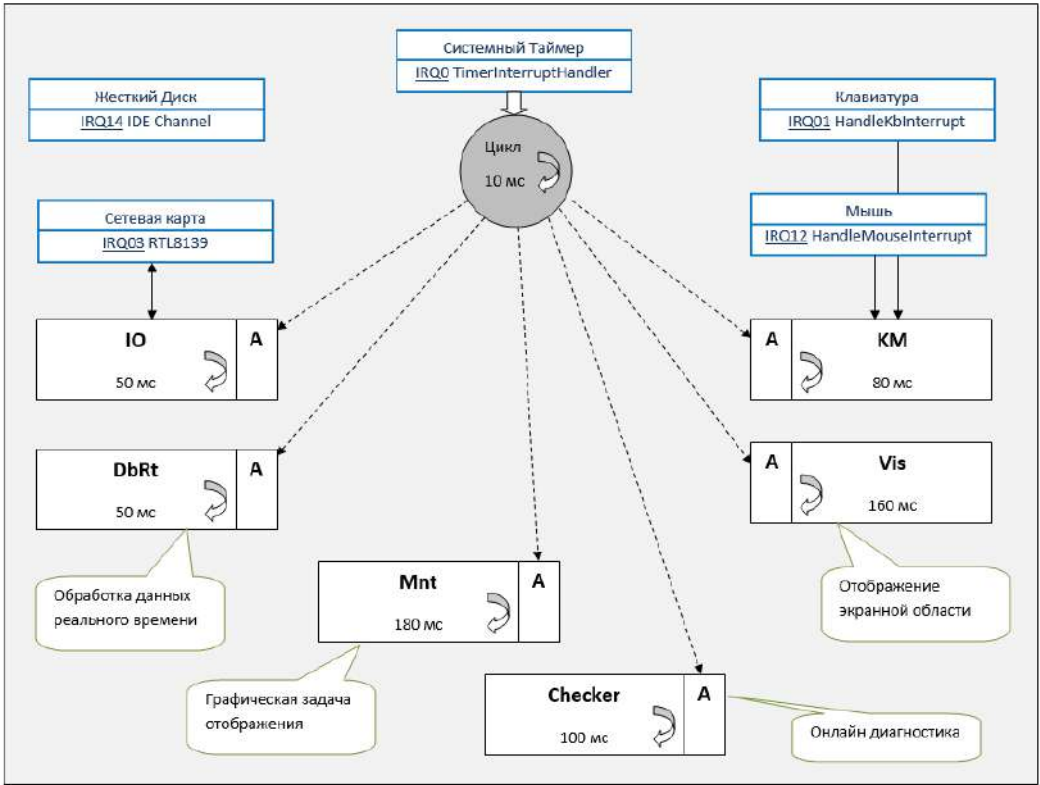 Системный Таймер
IRQ0 TimerInterruptHandler
Жесткий Диск
IRQ14 IDE Channel
Клавиатура
IRQ01 HandleKbInterrupt
Цикл
10 мс
Сетевая карта
IRQ03 RTL8139
Мышь
IRQ12 HandleMouseInterrupt
IO
50 мс
A
A
KM
80 мс
DbRt
50 мс
A
A
Vis
160 мс
Обработка данных
реального времени
Mnt
180 мс
A
Отображение
экранной области
Графическая задача
отображения
Checker
100 мс
A
Онлайн диагностика